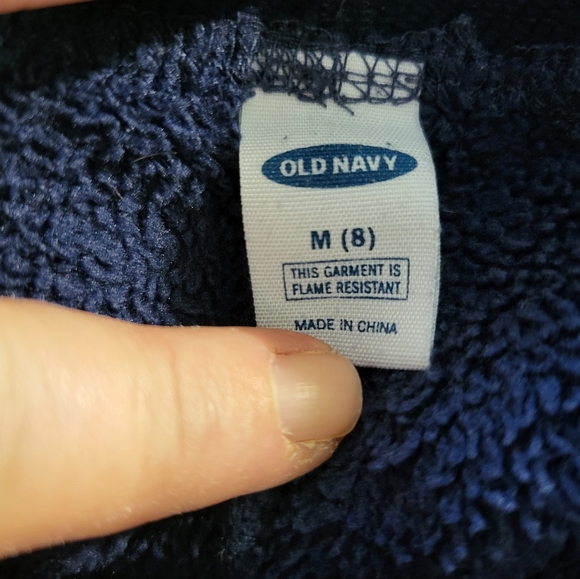 OLD NAVY
M (8)
THIS GARMENT IS
FLAME RESISTANT
MADE IN CHINA